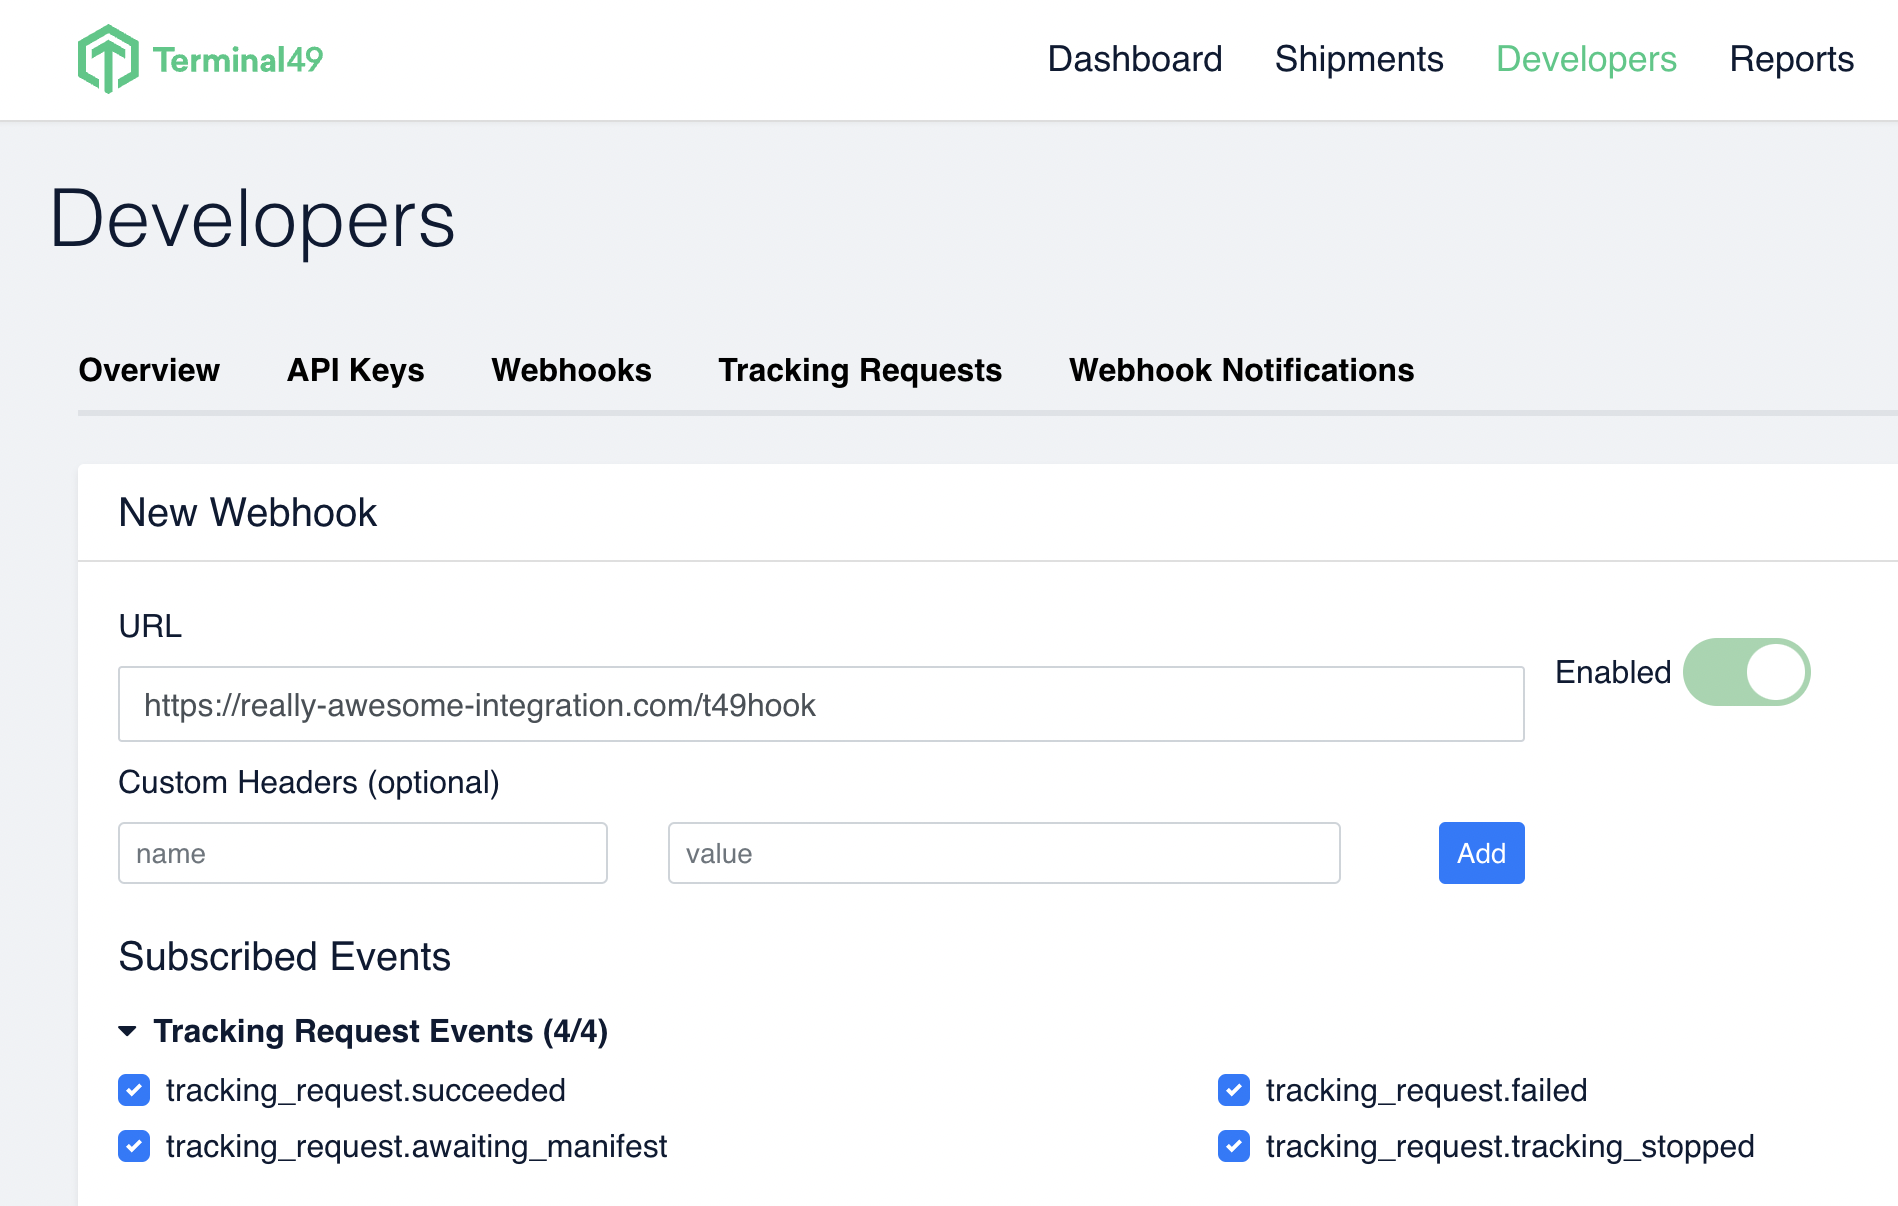 Terminal49
Dashboard Shipments Developers Reports
Developers
Overview API Keys Webhooks Tracking Requests Webhook Notifications
New Webhook
URL
Enabled
https://really-awesome-integration.com/t49hook
Custom Headers (optional)
name value Add
Subscribed Events
Tracking Request Events (4/4)
tracking_request.succeeded tracking_request.failed
tracking_request.awaiting_manifest tracking_request.tracking_stopped